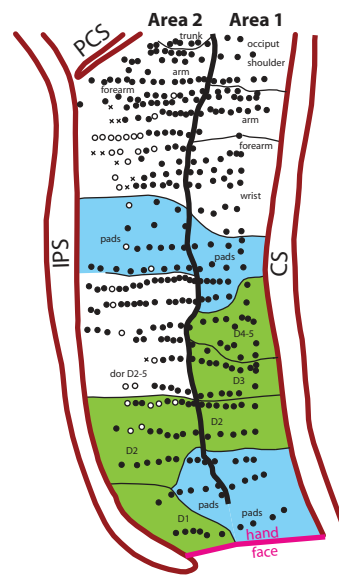 Area 2 Area 1
PCS
trunk
occiput
shoulder
arm
forearm
arm
forearm
wrist
pads
pads
IPS
CS
D4-5
D3
dor D2-5
D2
D2
pads
pads
D1
hand
face